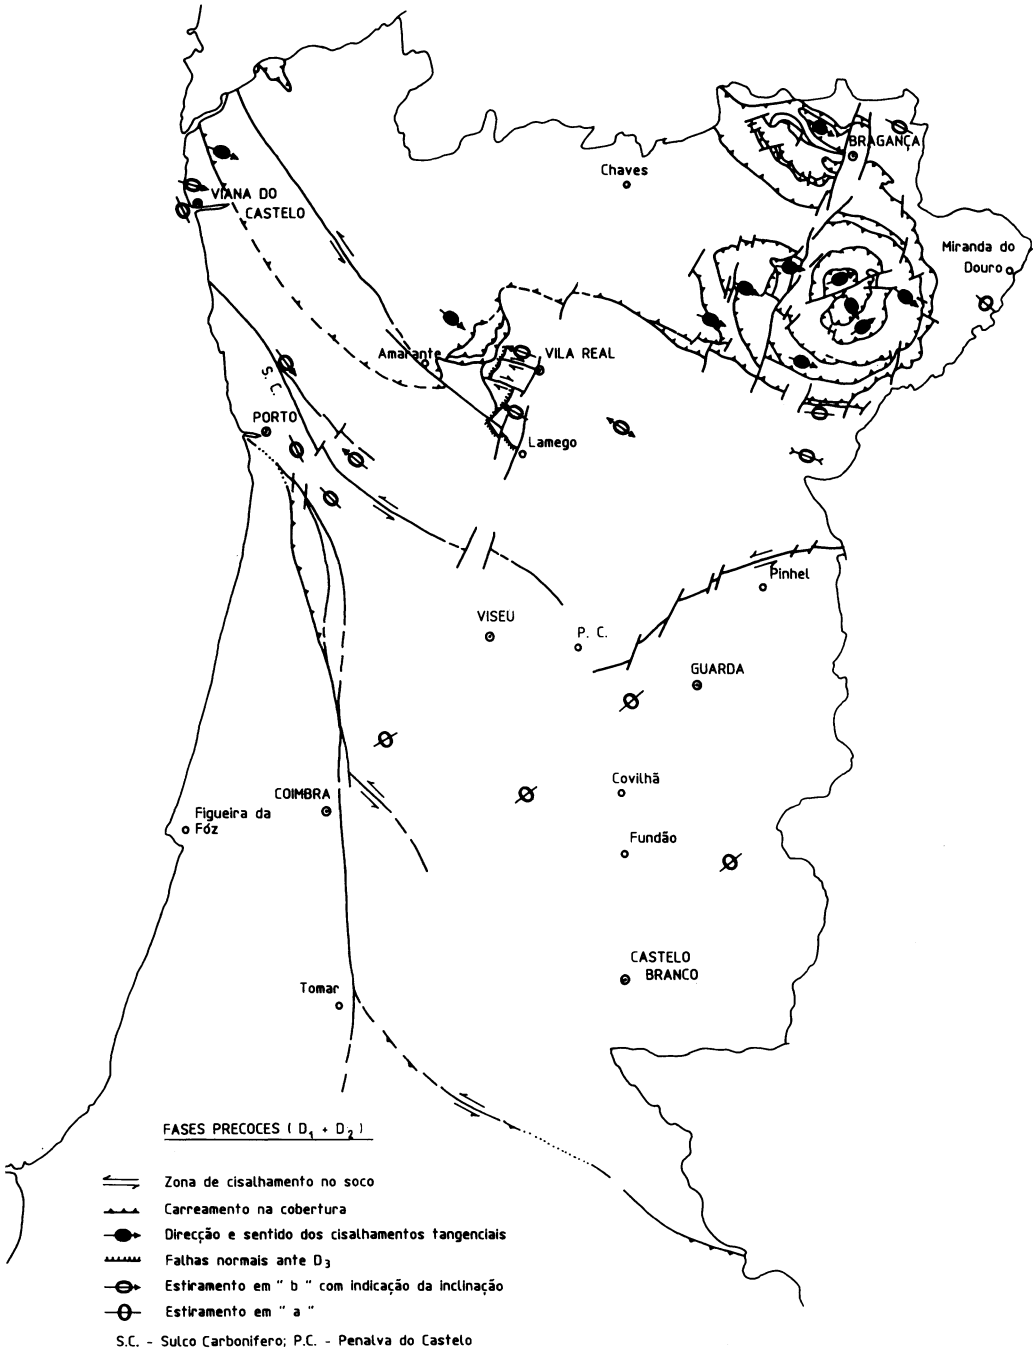 Chaves
BRAGANÇA
VIANA DO
CASTELO
Miranda do
Douro
Amarante
VILA REAL
S. C.
PORTO
Lamego
Pinhel
VISEU
P. C.
GUARDA
COIMBRA
Covilhã
Figueira da
Fóz
Fundão
CASTELO
BRANCO
Tomar
FASES PRECOCES ( D1 + D2 )
Zona de cisalhamento no soco
Carreamento na cobertura
Direcção e sentido dos cisalhamentos tangenciais
Falhas normais ante D3
Estiramento em " b " com indicação da inclinação
Estiramento em " a "
S.C. - Sulco Carbonifero; P.C. - Penalva do Castelo